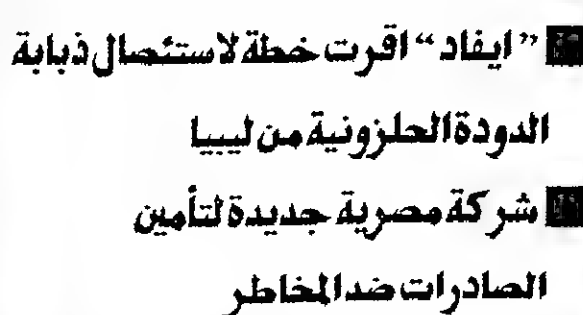 ” ايفاد “ اقرت خطة لاستئصال ذبابة
الدودة الحلزونية من ليبيا
شركة مصرية جديدة لتأمين
الصادرات ضد المخاطر